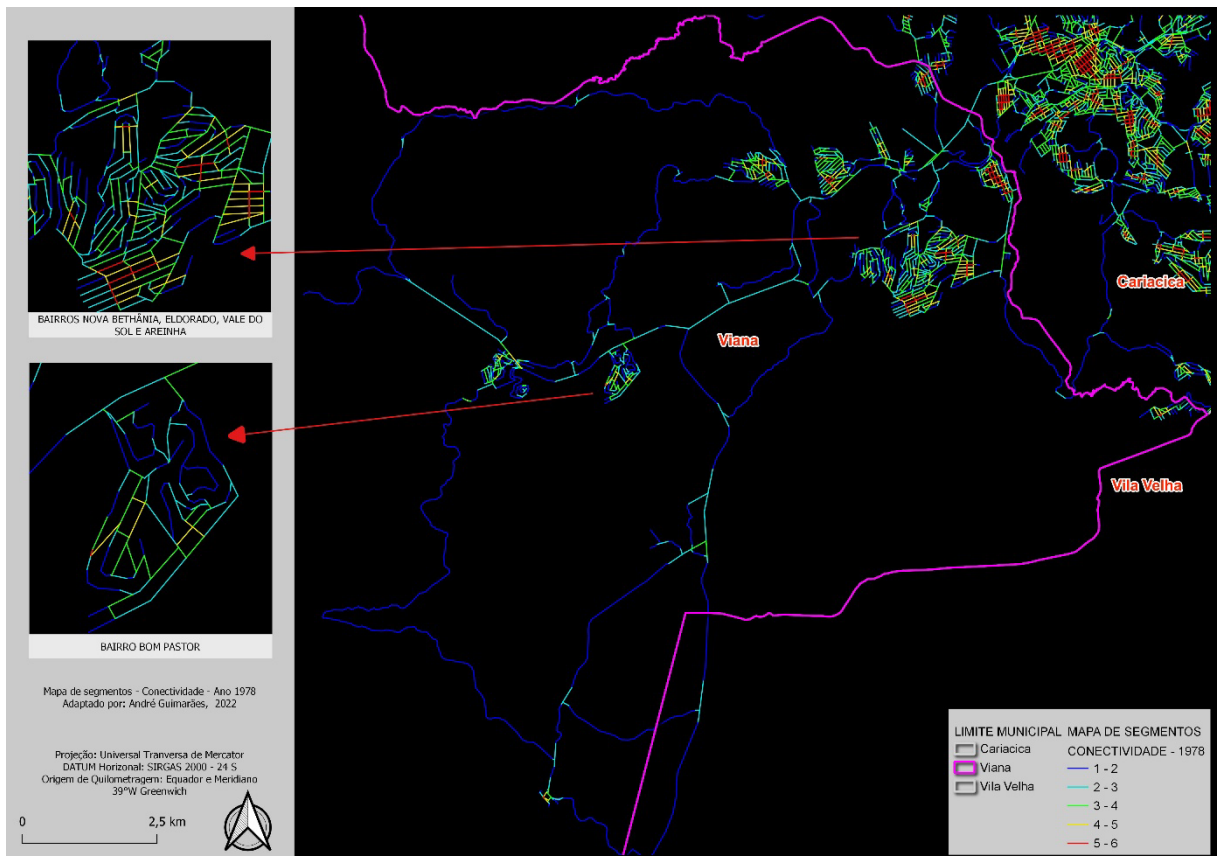 BAIRROS NOVA BETHÂNIA, ELDORADO, VALE DO
SOL E AREINHA
BAIRRO BOM PASTOR
Mapa de segmentos - Conectividade - Ano 1978
Adaptado por: André Guimarães, 2022
Projeção: Universal Tranversa de Mercator
DATUM Horizonal: SIRGAS 2000 - 24 S
Origem de Quilometragem: Equador e Meridiano
39°W Greenwich
0 2,5 km
Cariacica
Viana
Vila Velha
LIMITE MUNICIPAL
Cariacica
Viana
Vila Velha
MAPA DE SEGMENTOS
CONECTIVIDADE - 1978
1 - 2
2 - 3
3 - 4
4 - 5
5 - 6